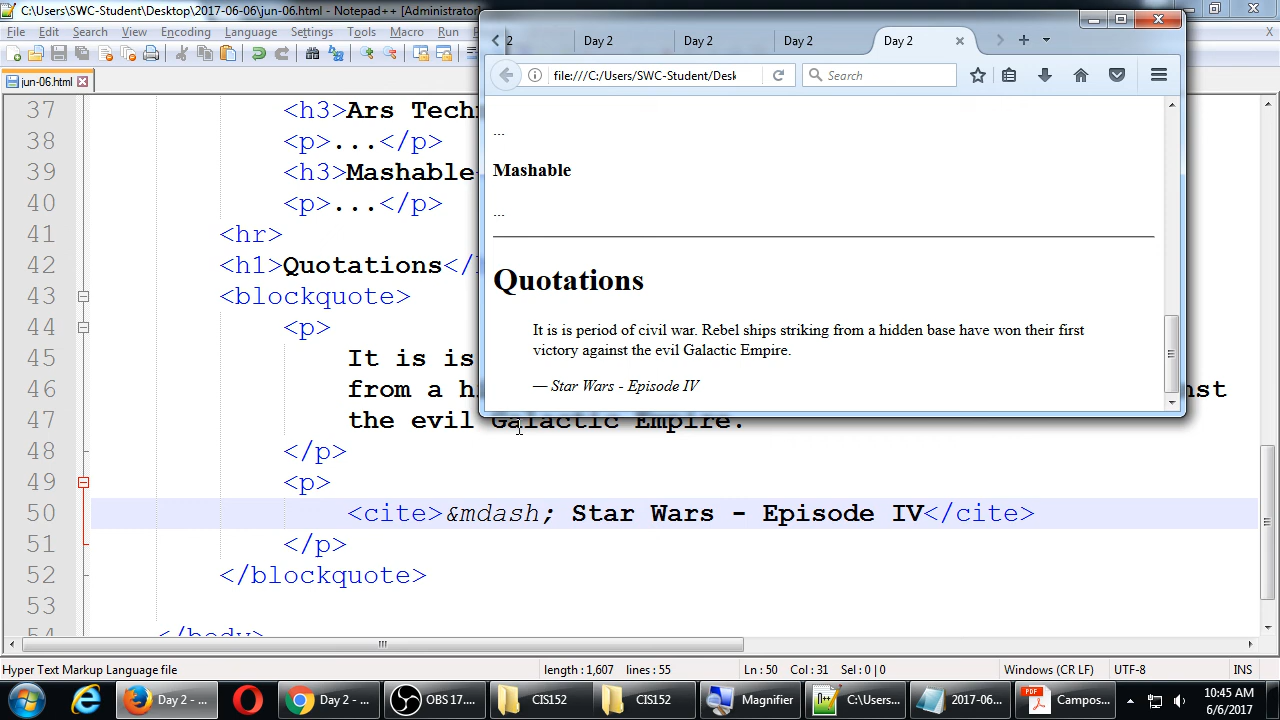 C:\Users\SWC-Student\Desktop\2017-06-06\jun-06.html - Notepad++ [Administrator]
File Edit Search View Encoding Language Settings Tools Macro Run
X
jun-06.html
2 Day 2 Day 2 Day 2 Day 2
file:///C:/Users/SWC-Student/Desk
Search
...
Mashable
...
Quotations
It is is period of civil war. Rebel ships striking from a hidden base have won their first
victory against the evil Galactic Empire.
— Star Wars - Episode IV
37 <h3>Ars Techn
38 <p>...</p>
39 <h3>Mashable<
40 <p>...</p>
41 <hr>
42 <h1>Quotations</h
43 <blockquote>
44 <p>
45 It is is
46 from a hi nst
47 the evil Galactic Empire.
48 </p>
49 <p>
50 <cite>&mdash; Star Wars - Episode IV</cite>
51 </p>
52 </blockquote>
53
54 </body>
Hyper Text Markup Language file length : 1,607 lines : 55 Ln : 50 Col : 31 Sel : 0 | 0 Windows (CR LF) UTF-8 INS
Day 2 - ... Day 2 - ... OBS 17.... CIS152 CIS152 Magnifier C:\Users... 2017-06... Campos...
PDF
10:45 AM
6/6/2017